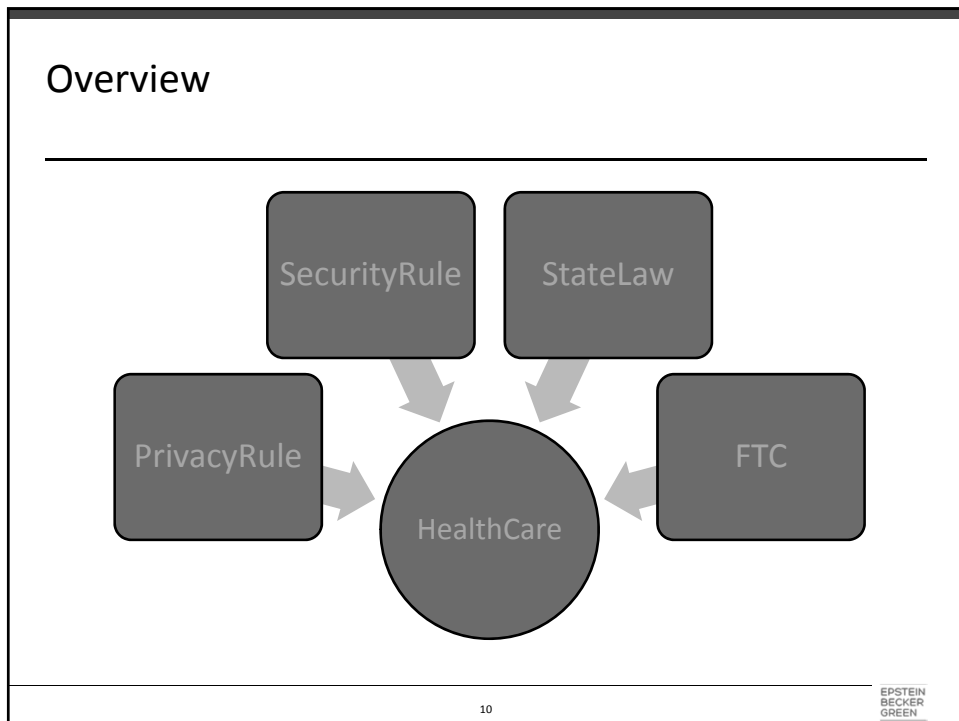 Overview
SecurityRule
StateLaw
PrivacyRule
FTC
HealthCare
10
EPSTEIN
BECKER
GREEN